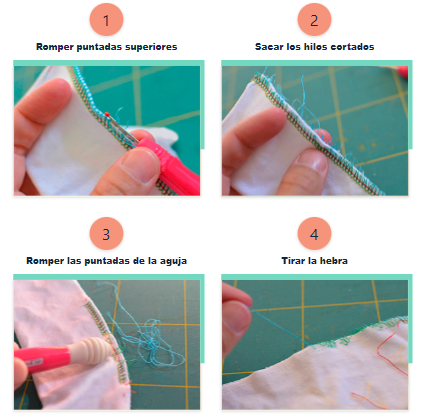 1
Romper puntadas superiores
2
Sacar los hilos cortados
3
Romper las puntadas de la aguja
4
Tirar la hebra